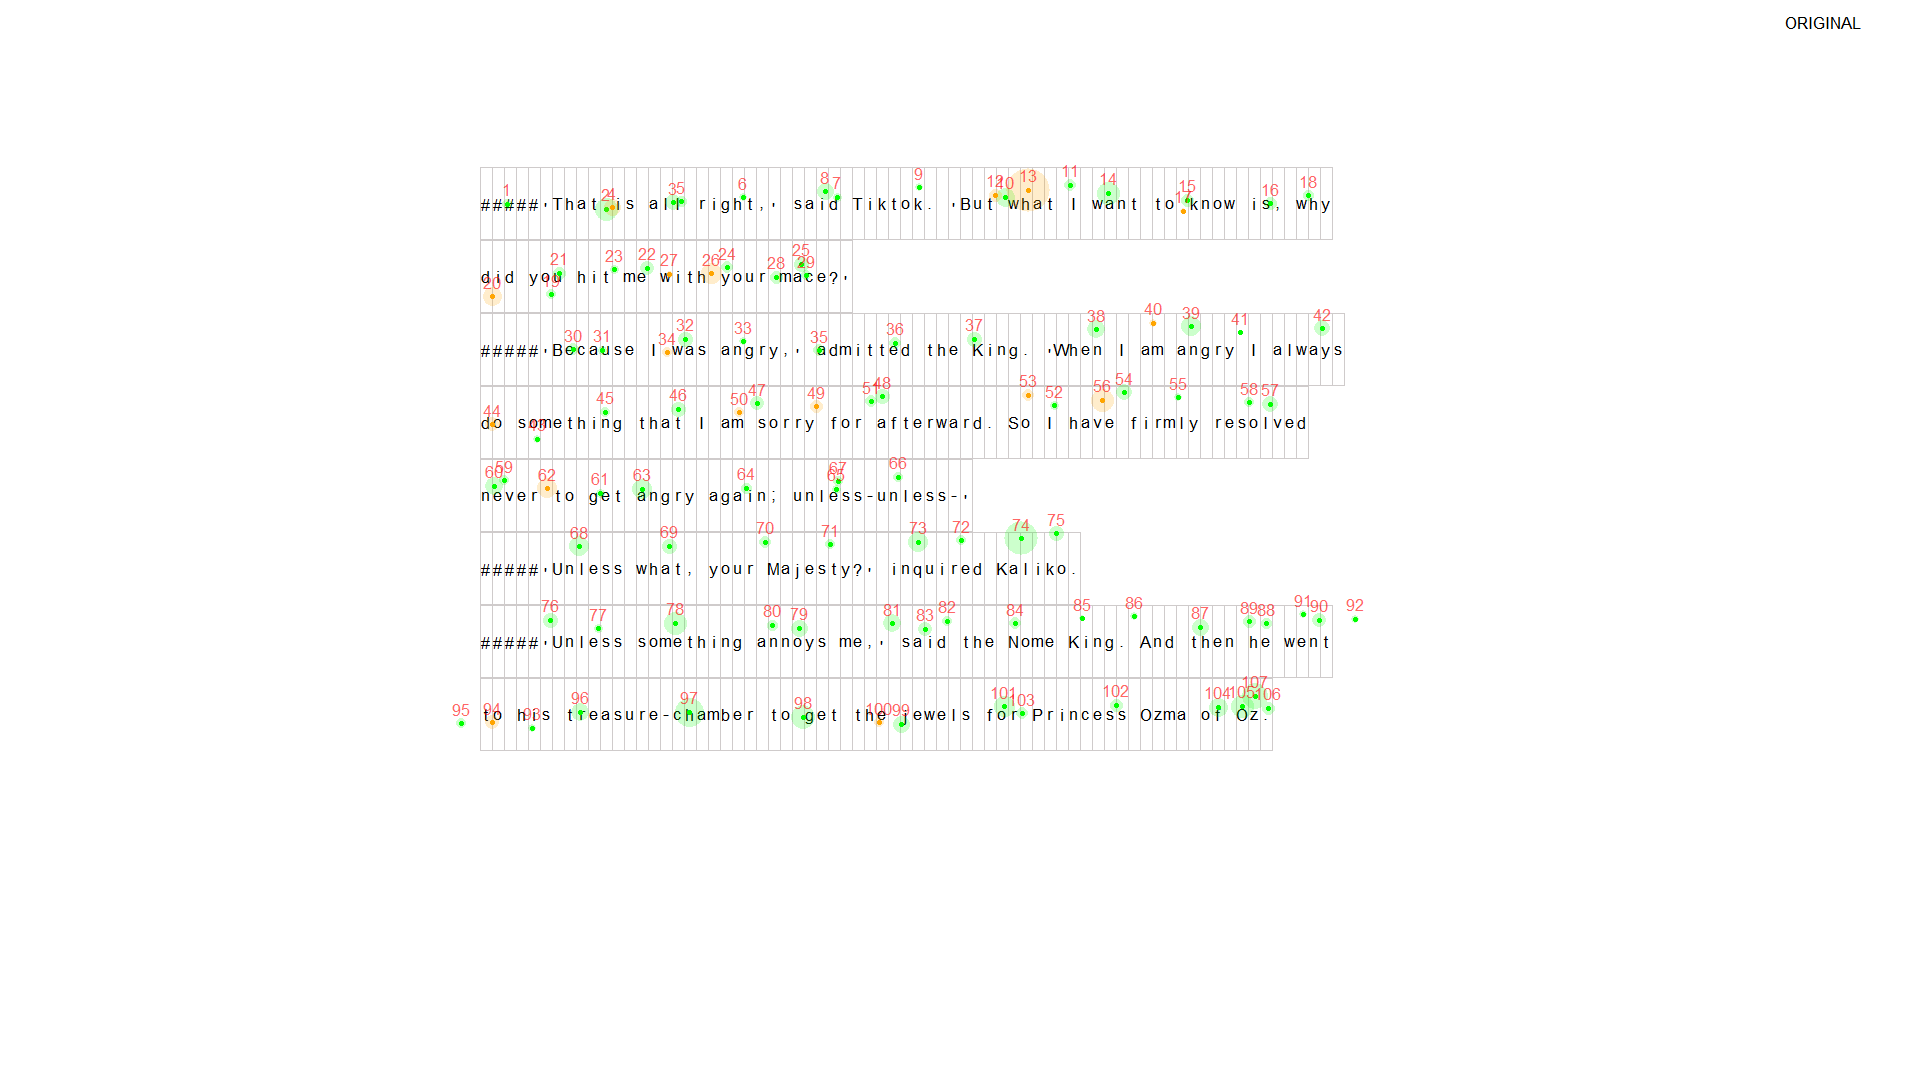 ORIGINAL
#####'That is all right,' said Tiktok. 'But what I want to know is, why
did you hit me with your mace?'
#####'Because I was angry,' admitted the King. 'When I am angry I always
do something that I am sorry for afterward. So I have firmly resolved
never to get angry again; unless-unless-'
#####'Unless what, your Majesty?' inquired Kaliko.
#####'Unless something annoys me,' said the Nome King. And then he went
to his treasure-chamber to get the jewels for Princess Ozma of Oz.